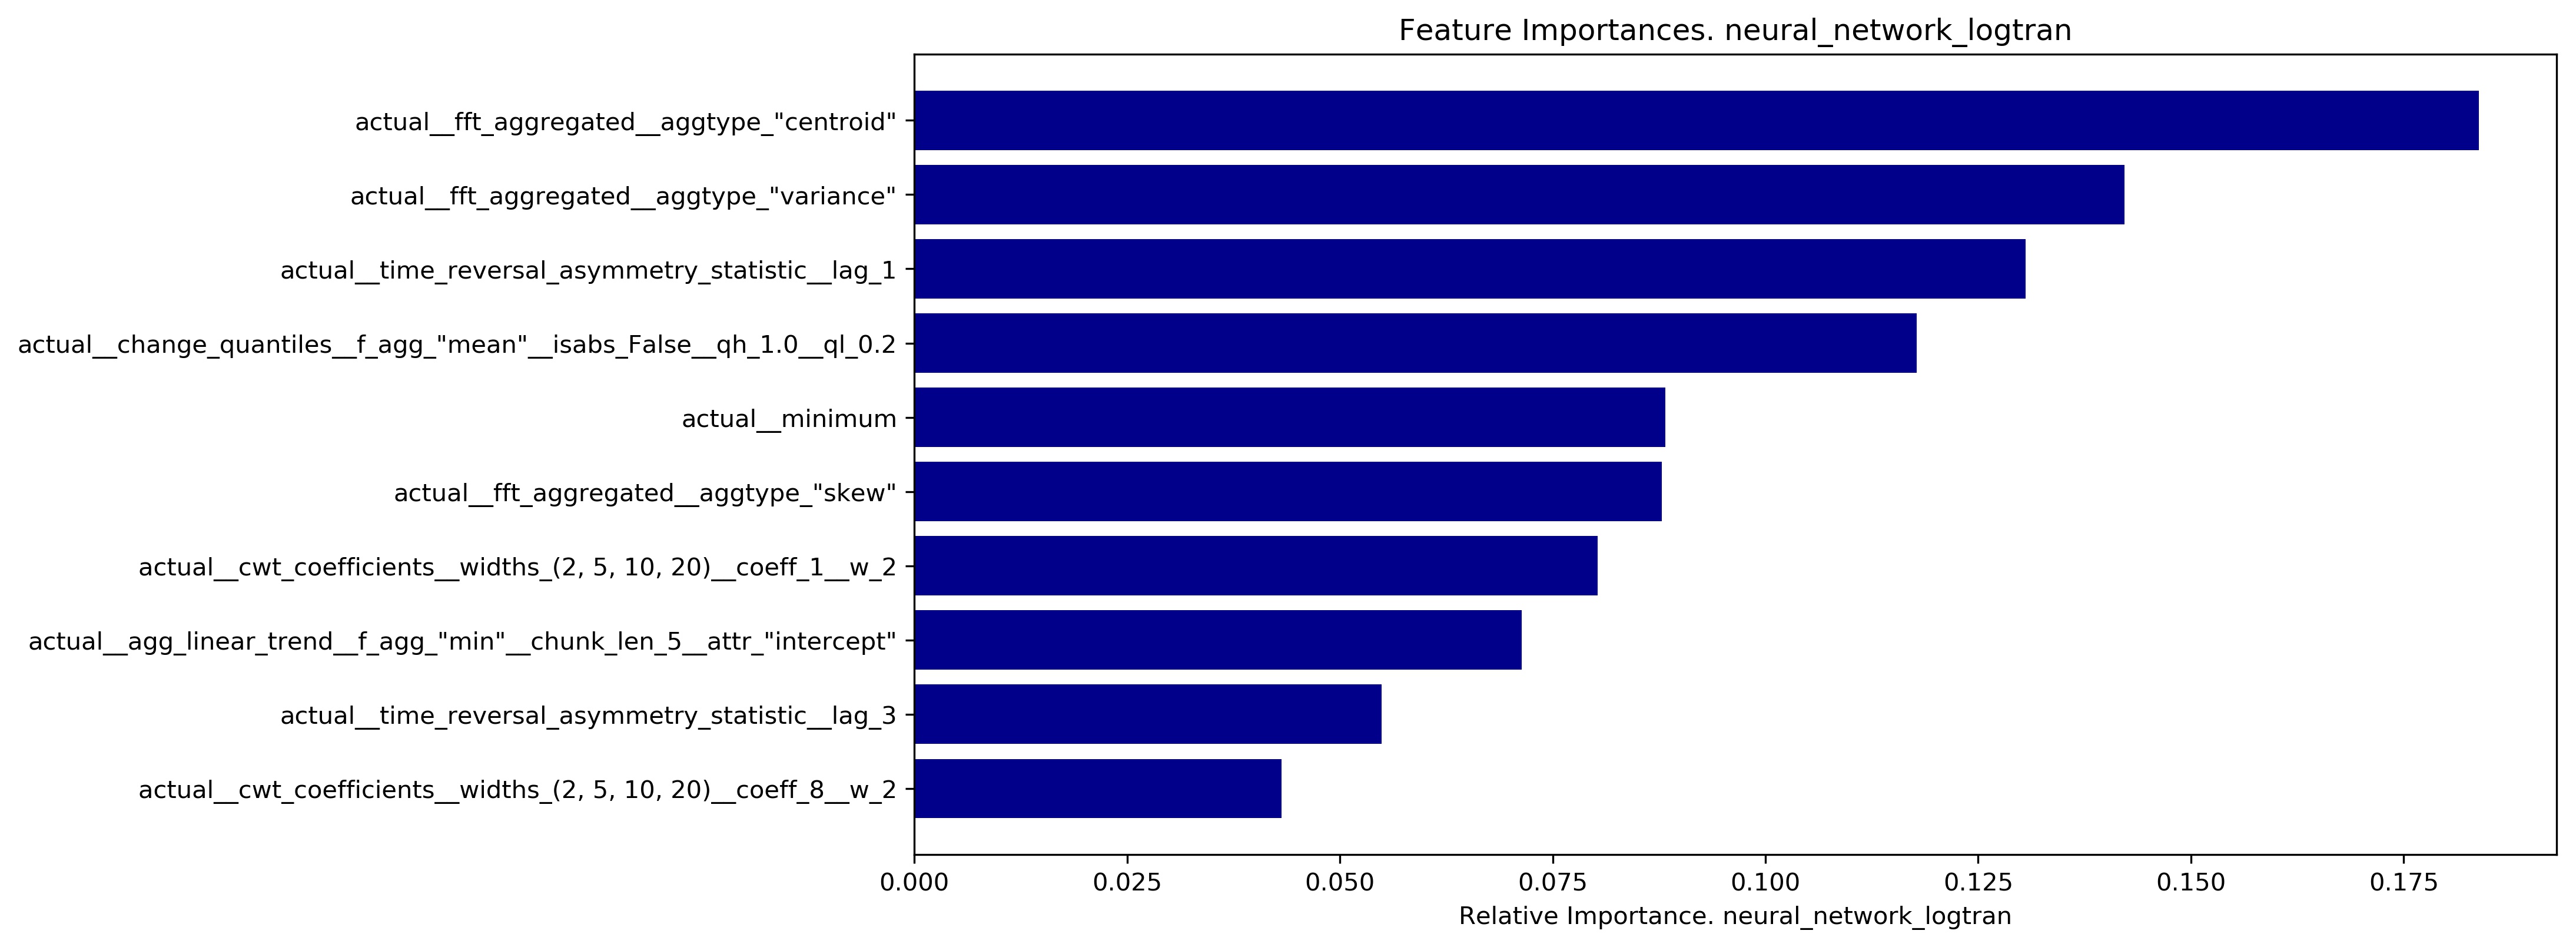 Feature Importances. neural_network_logtran
actual__fft_aggregated__aggtype_"centroid"
actual__fft_aggregated__aggtype_"variance"
actual__time_reversal_asymmetry_statistic__lag_1
actual__change_quantiles__f_agg_"mean"__isabs_False__qh_1.0__ql_0.2
actual__minimum
actual__fft_aggregated__aggtype_"skew"
actual__cwt_coefficients__widths_(2, 5, 10, 20)__coeff_1__w_2
actual__agg_linear_trend__f_agg_"min"__chunk_len_5__attr_"intercept"
actual__time_reversal_asymmetry_statistic__lag_3
actual__cwt_coefficients__widths_(2, 5, 10, 20)__coeff_8__w_2
0.000 0.025 0.050 0.075 0.100 0.125 0.150 0.175
Relative Importance. neural_network_logtran